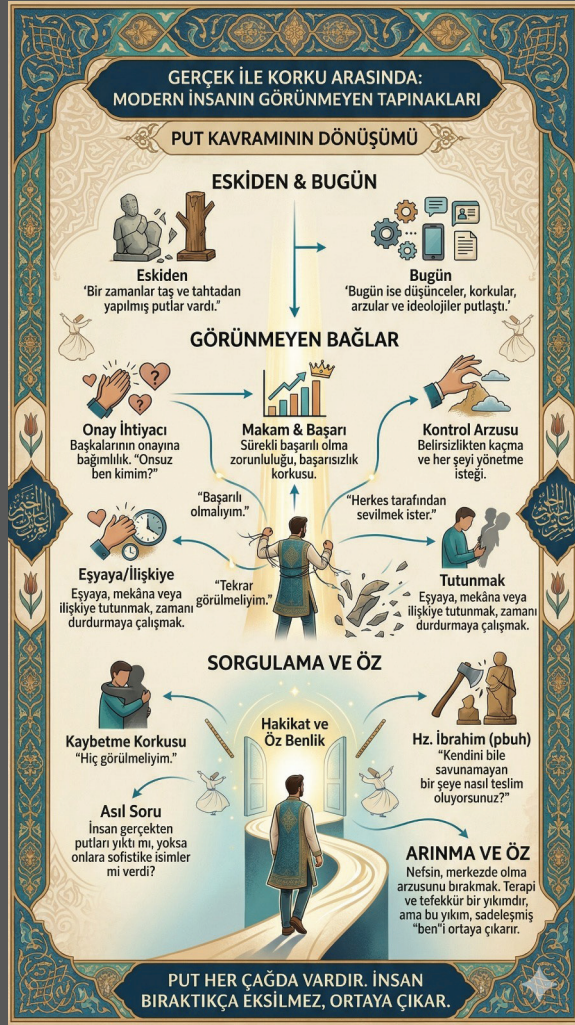 GERÇEK İLE KORKU ARASINDA:
MODERN İNSANIN GÖRÜNMEYEN TAPINAKLARI
PUT KAVRAMININ DÖNÜŞÜMÜ
ESKİDEN & BUGÜN
Eskiden
'Bir zamanlar taş ve tahtadan
yapılmış putlar vardı."
Bugün
'Bugün ise düşünceler, korkular,
arzular ve ideolojiler putlaştı.'
GÖRÜNMEYEN BAĞLAR
?
?
Onay İhtiyacı
Başkalarının onayına
bağımlılık. "Onsuz
ben kimim?"
Makam & Başarı
Sürekli başarılı olma
zorunluluğu, başarısızlık
korkusu.
Kontrol Arzusu
Belirsizlikten kaçma
ve her şeyi yönetme
isteği.
"Başarılı
olmalıyım."
"Herkes tarafından
sevilmek ister."
Eşyaya/İlişkiye
Eşyaya, mekâna veya
ilişkiye tutunmak, zamanı
durdurmaya çalışmak.
"Tekrar
görülmeliyim."
Tutunmak
Eşyaya, mekâna veya
ilişkiye tutunmak, zamanı
durdurmaya çalışmak.
SORGULAMA VE ÖZ
Kaybetme Korkusu
"Hiç görülmeliyim."
Hakikat ve
Öz Benlik
Hz. İbrahim (pbuh)
"Kendini bile
savunamayan
bir şeye nasıl teslim
oluyorsunuz?"
Asıl Soru
İnsan gerçekten
putları yıktı mı, yoksa
onlara sofistike isimler
mi verdi?
ARINMA VE ÖZ
Nefsin, merkezde olma
arzusunu bırakmak. Terapi
ve tefekkür bir yıkımdır,
ama bu yıkım, sadeleşmiş
"ben"i ortaya çıkarır.
PUT HER ÇAĞDA VARDIR. İNSAN
BIRAKTIKÇA EKSİLMEZ, ORTAYA ÇIKAR.